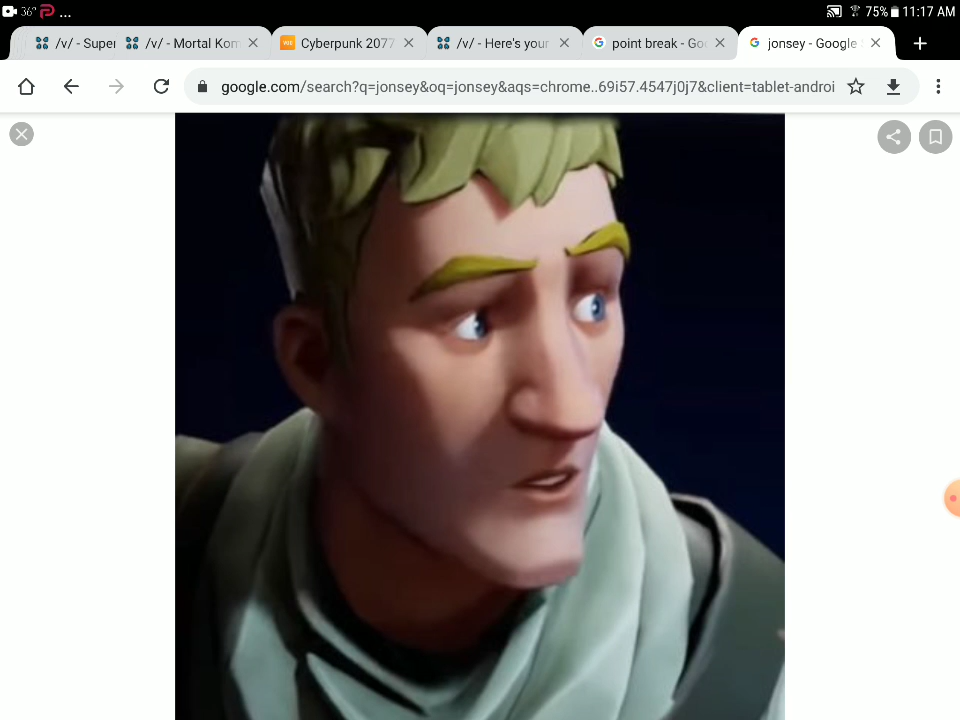 36° ... 75% 11:17 AM
/v/ - Super /v/ - Mortal Kom Cyberpunk 2077 /v/ - Here's your point break - Goo jonsey - Google S
google.com/search?q=jonsey&oq=jonsey&aqs=chrome..69i57.4547j0j7&client=tablet-androi